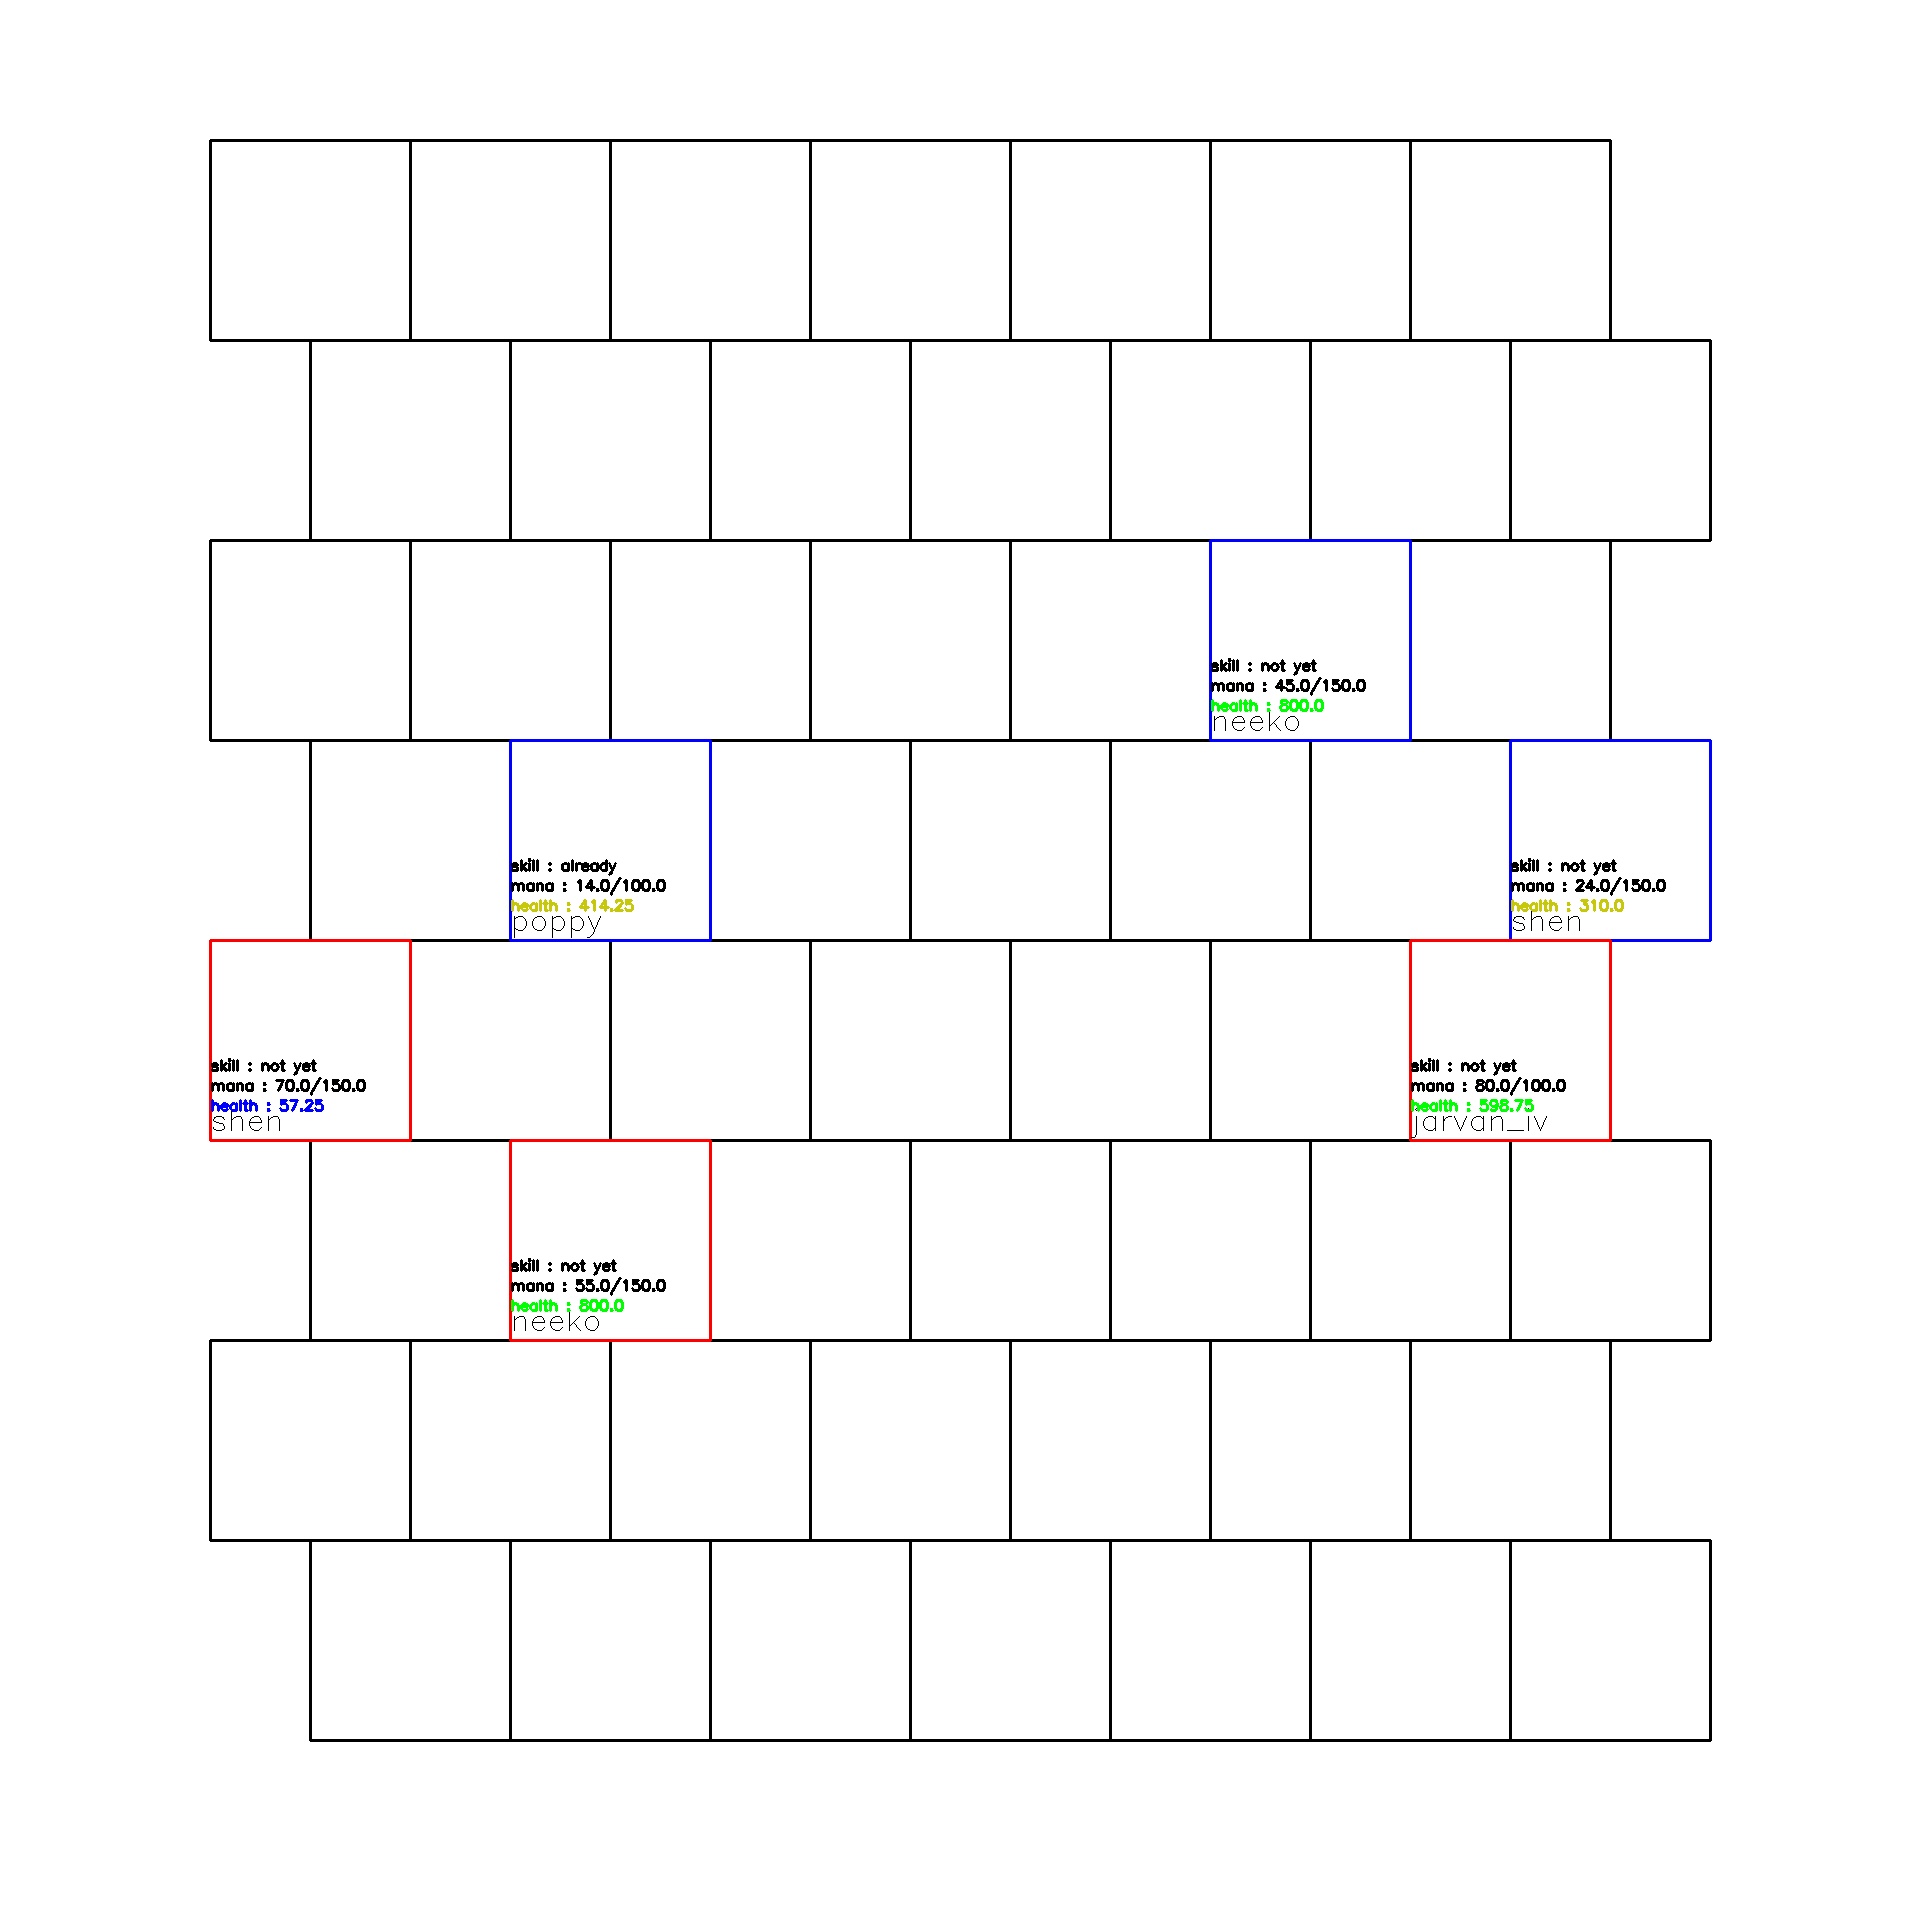 skill : not yet
mana : 45.0/150.0
health : 800.0
neeko
skill : already
mana : 14.0/100.0
health : 414.25
poppy
skill : not yet
mana : 24.0/150.0
health : 310.0
shen
skill : not yet
mana : 70.0/150.0
health : 57.25
shen
skill : not yet
mana : 80.0/100.0
health : 598.75
jarvan_iv
skill : not yet
mana : 55.0/150.0
health : 800.0
neeko